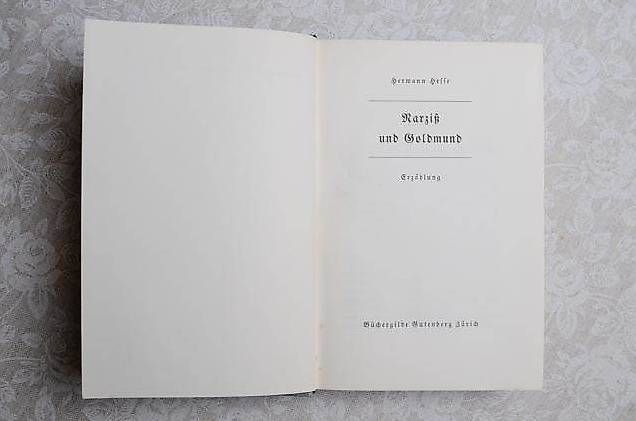 Hermann Hesse
Narziß
und Goldmund
Erzählung
Büchergilde Gutenberg Zürich